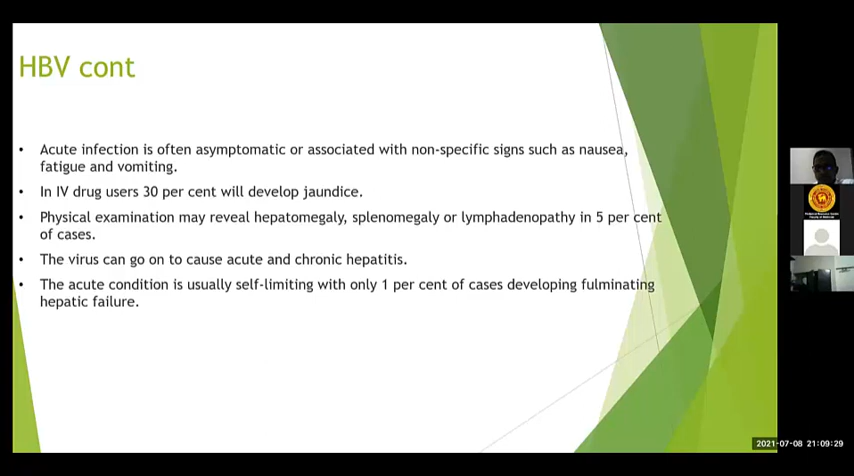 HBV cont
• Acute infection is often asymptomatic or associated with non-specific signs such as nausea,
fatigue and vomiting.
• In IV drug users 30 per cent will develop jaundice.
• Physical examination may reveal hepatomegaly, splenomegaly or lymphadenopathy in 5 per cent
of cases.
• The virus can go on to cause acute and chronic hepatitis.
• The acute condition is usually self-limiting with only 1 per cent of cases developing fulminating
hepatic failure.
2021-07-08 21:09:29